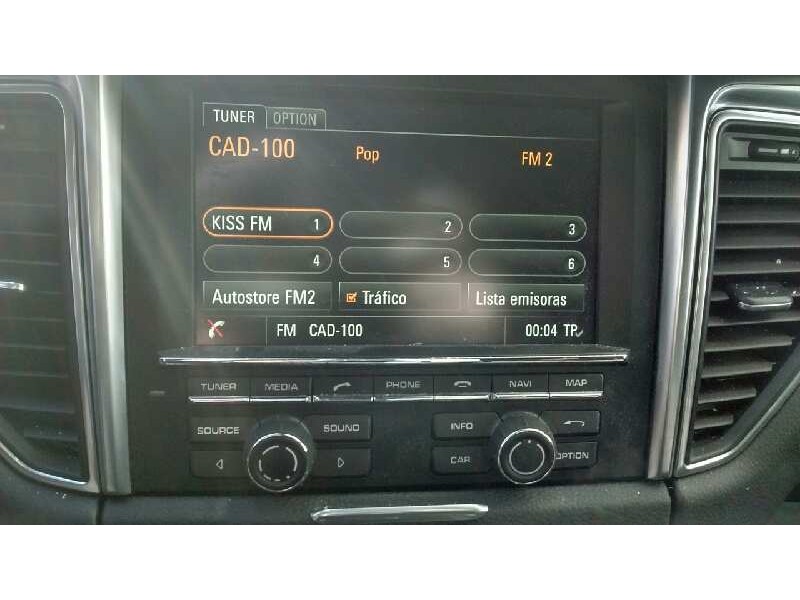 TUNER OPTION
CAD-100 Pop FM 2
KISS FM 1 2 3
4 5 6
Autostore FM2 Tráfico Lista emisoras
FM CAD-100 00:04 TP
TUNER MEDIA PHONE NAVI MAP
SOURCE SOUND INFO
CAR OPTION